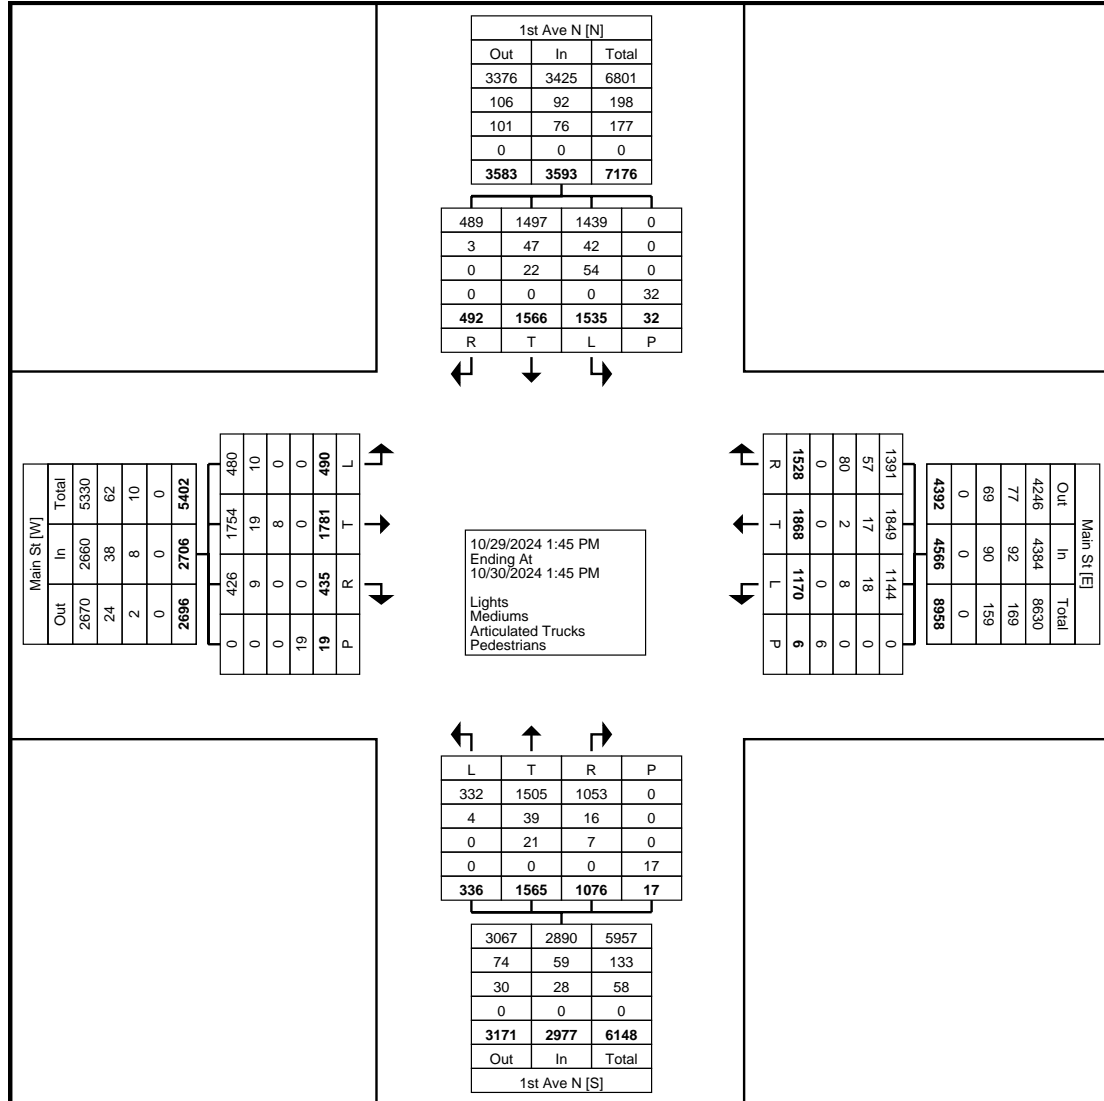 1st Ave N [N]
Out In Total
3376 3425 6801
106 92 198
101 76 177
0 0 0
3583 3593 7176
489 1497 1439 0
3 47 42 0
0 22 54 0
0 0 0 32
492 1566 1535 32
R T L P
Main St [W]
Total 5330 62 10 0 5402
In 2660 38 8 0 2706
Out 2670 24 2 0 2696
480 10 0 0 490 L
1754 19 8 0 1781 T
426 9 0 0 435 R
0 0 0 19 19 P
10/29/2024 1:45 PM
Ending At
10/30/2024 1:45 PM
Lights
Mediums
Articulated Trucks
Pedestrians
R 1528 0 80 57 1391
T 1868 0 2 17 1849
L 1170 0 8 18 1144
P 6 6 0 0 0
4392 0 69 77 4246 Out
4566 0 90 92 4384 In
8958 0 159 169 8630 Total
Main St [E]
L T R P
332 1505 1053 0
4 39 16 0
0 21 7 0
0 0 0 17
336 1565 1076 17
3067 2890 5957
74 59 133
30 28 58
0 0 0
3171 2977 6148
Out In Total
1st Ave N [S]